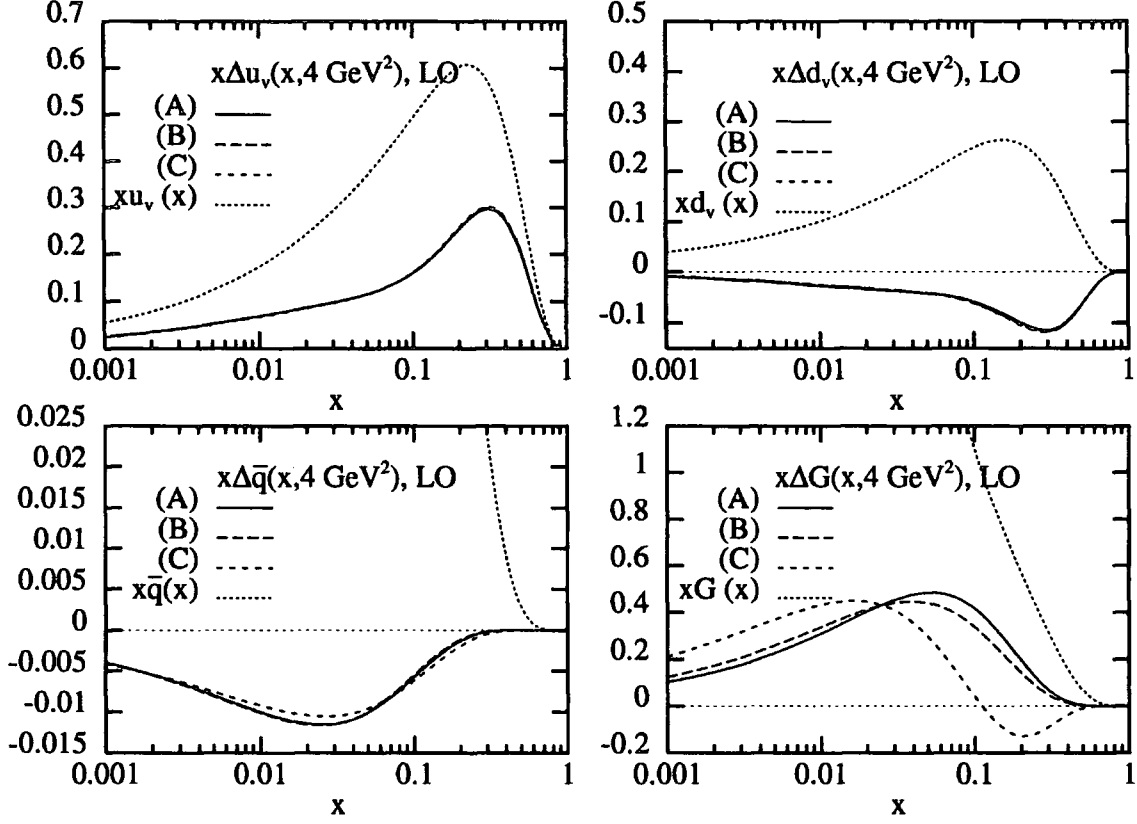 0.7
0.6
0.5
0.4
0.3
0.2
0.1
0
xΔu_v(x,4 GeV²), LO
(A)
(B)
(C)
xu_v (x)
0.001 0.01 0.1 1
x
0.5
0.4
0.3
0.2
0.1
0
-0.1
xΔd_v(x,4 GeV²), LO
(A)
(B)
(C)
xd_v (x)
0.001 0.01 0.1 1
x
0.025
0.02
0.015
0.01
0.005
0
-0.005
-0.01
-0.015
xΔq̅(x,4 GeV²), LO
(A)
(B)
(C)
xq̅(x)
0.001 0.01 0.1 1
x
1.2
1
0.8
0.6
0.4
0.2
0
-0.2
xΔG(x,4 GeV²), LO
(A)
(B)
(C)
xG (x)
0.001 0.01 0.1 1
x